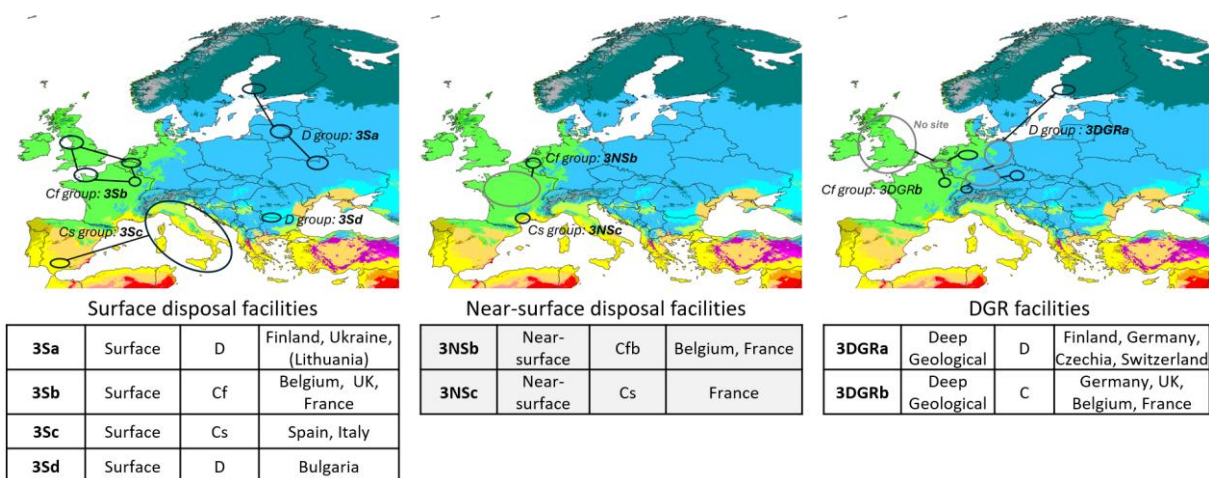 D group: 3Sa
Cf group: 3Sb
Cs group: 3Sc
D group: 3Sd
Cf group: 3NSb
Cs group: 3NSc
No site
D group: 3DGRa
Cf group: 3DGRb
Surface disposal facilities
3Sa Surface D Finland, Ukraine,
(Lithuania)
3Sb Surface Cf Belgium, UK,
France
3Sc Surface Cs Spain, Italy
3Sd Surface D Bulgaria
Near-surface disposal facilities
3NSb Near-
surface Cfb Belgium, France
3NSc Near-
surface Cs France
DGR facilities
3DGRa Deep
Geological D Finland, Germany,
Czechia, Switzerland
3DGRb Deep
Geological C Germany, UK,
Belgium, France